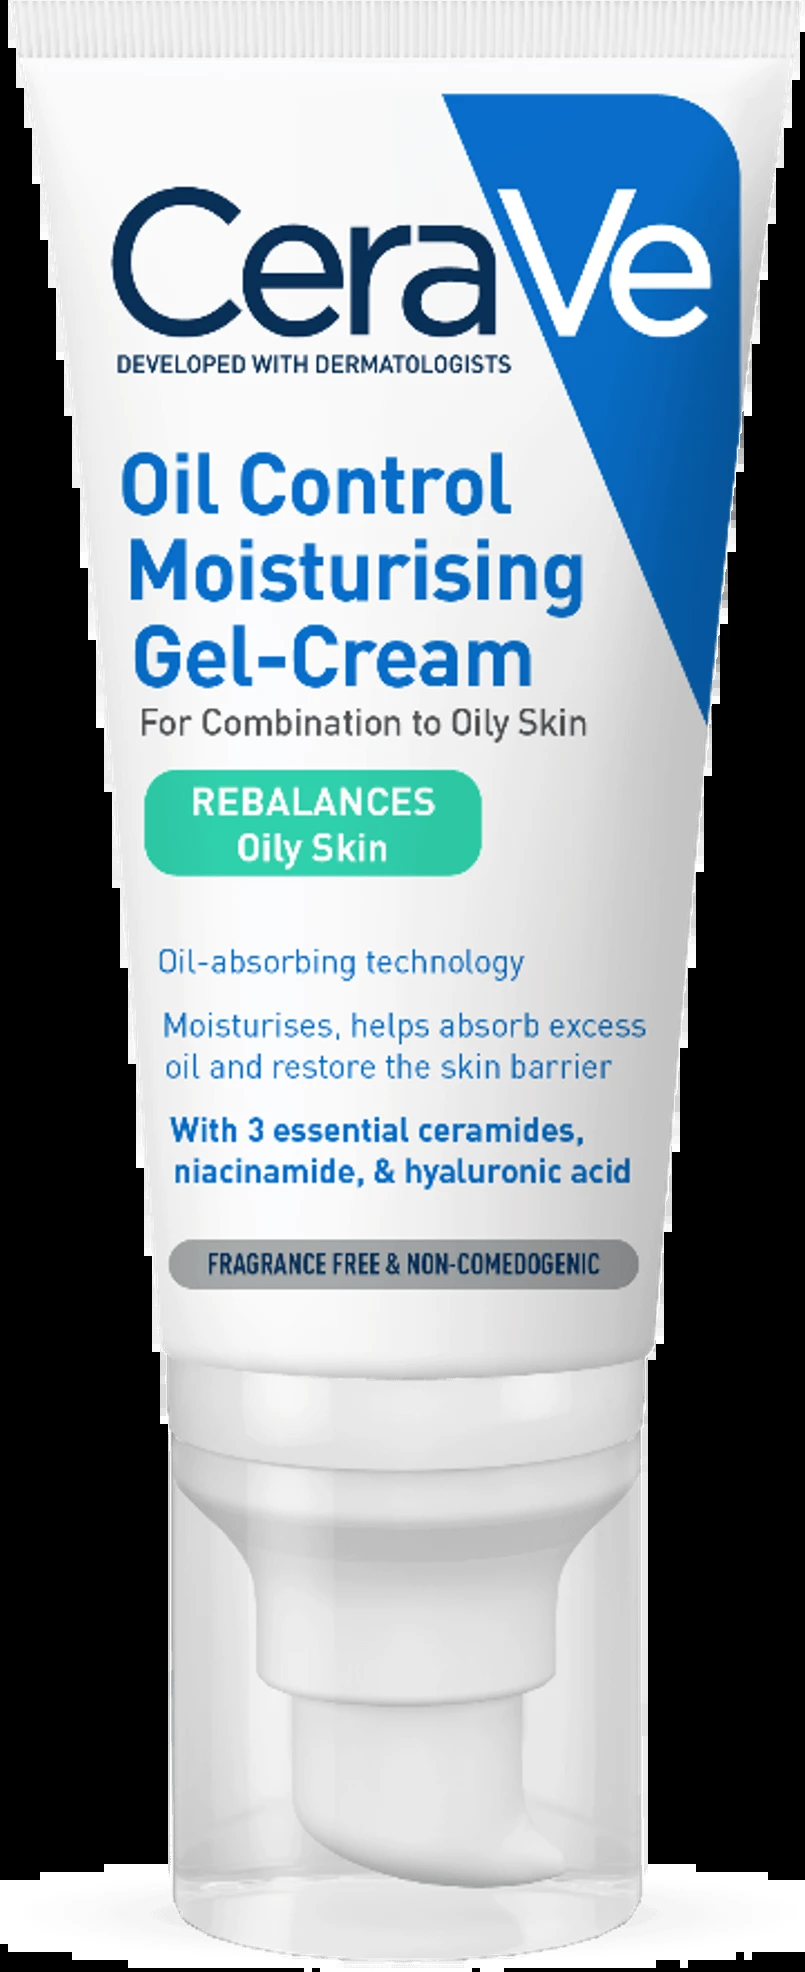 CeraVe
DEVELOPED WITH DERMATOLOGISTS
Oil Control
Moisturising
Gel-Cream
For Combination to Oily Skin
REBALANCES
Oily Skin
Oil-absorbing technology
Moisturises, helps absorb excess
oil and restore the skin barrier
With 3 essential ceramides,
niacinamide, & hyaluronic acid
FRAGRANCE FREE & NON-COMEDOGENIC